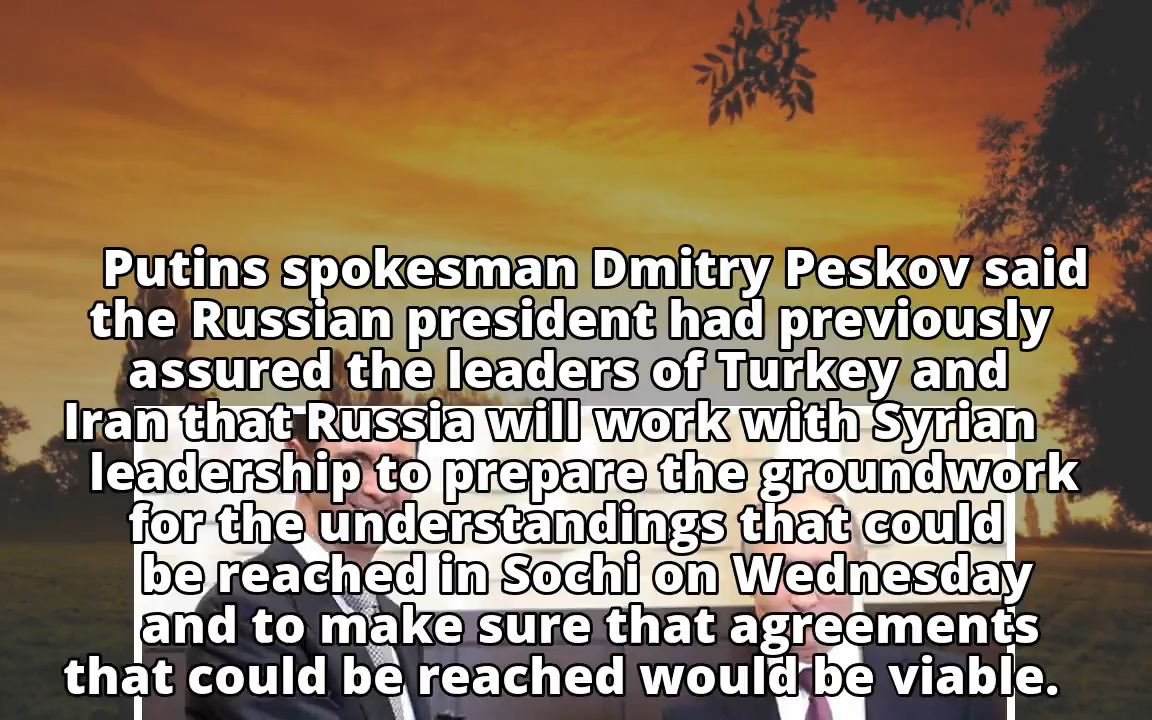 Putins spokesman Dmitry Peskov said
the Russian president had previously
assured the leaders of Turkey and
Iran that Russia will work with Syrian
leadership to prepare the groundwork
for the understandings that could
be reached in Sochi on Wednesday
and to make sure that agreements
that could be reached would be viable.